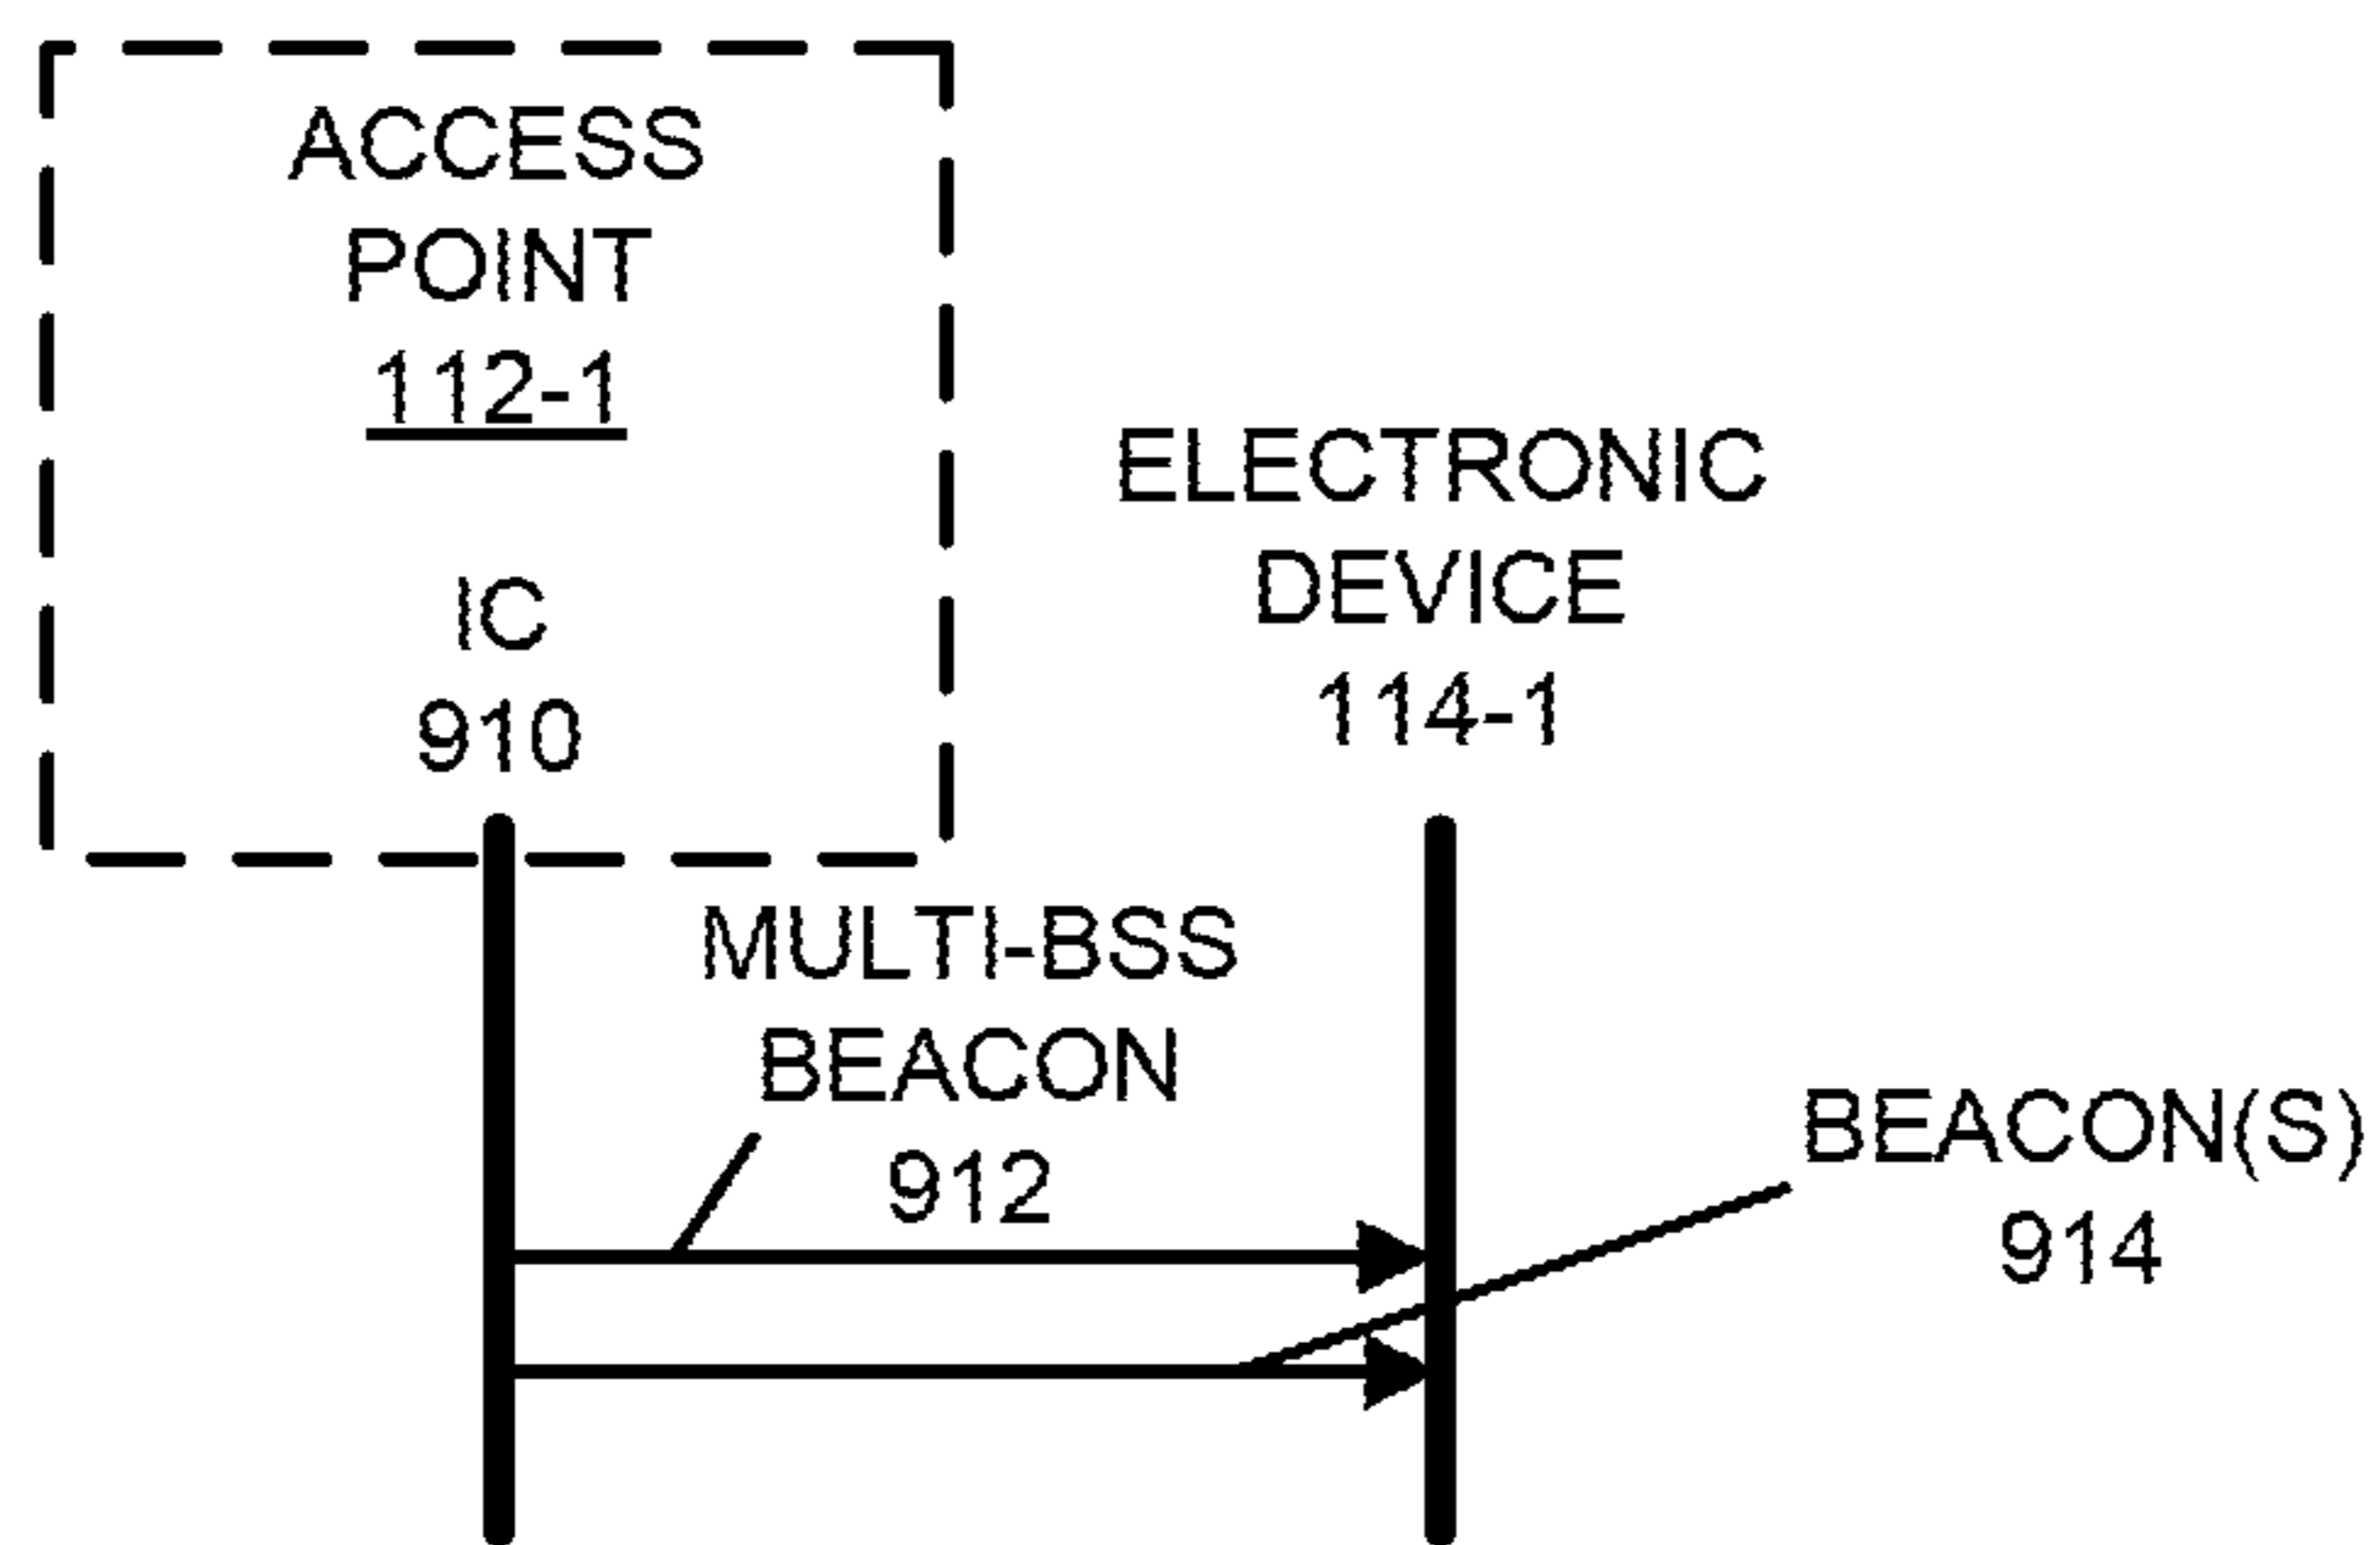 ACCESS
POINT
112-1
IC
910
ELECTRONIC
DEVICE
114-1
MULTI-BSS
BEACON
912
BEACON(S)
914